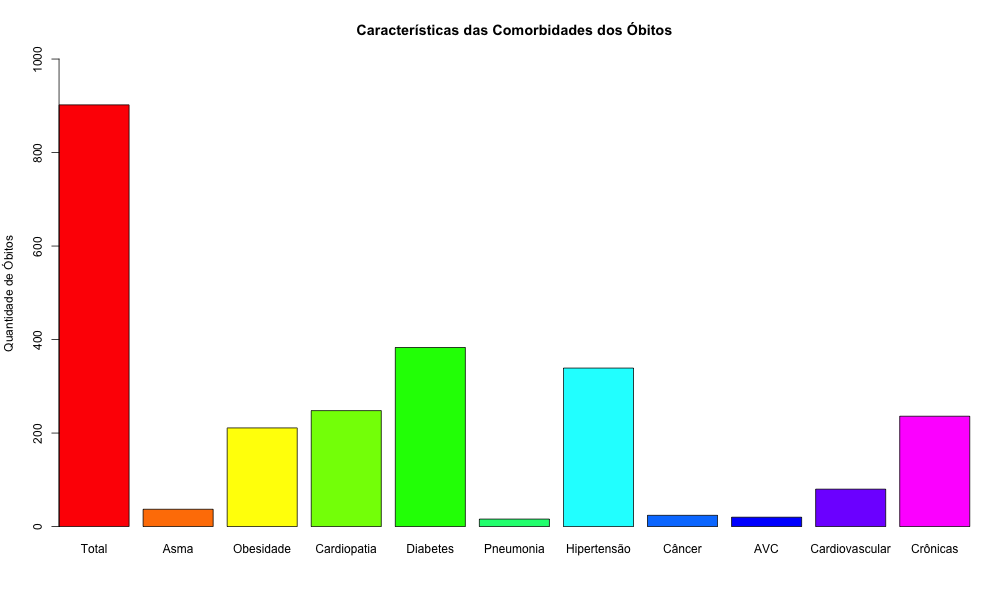 Características das Comorbidades dos Óbitos
Quantidade de Óbitos
1000
800
600
400
200
0
Total Asma Obesidade Cardiopatia Diabetes Pneumonia Hipertensão Câncer AVC Cardiovascular Crônicas